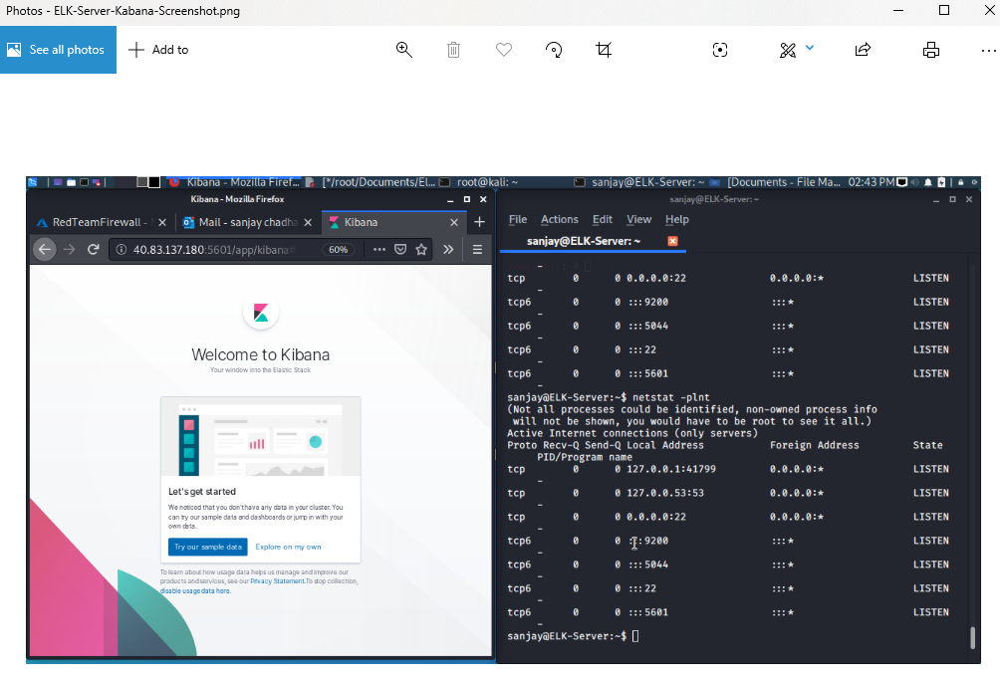 Photos - ELK-Server-Kabana-Screenshot.png
See all photos
Add to
Kibana - Mozilla Firef...
[*/root/Documents/EL...
root@kali: ~
sanjay@ELK-Server: ~
[Documents - File Ma...
02:43 PM
Kibana - Mozilla Firefox
RedTeamFirewall -
Mail - sanjay chadha
Kibana
40.83.137.180:5601/app/kibana#
60%
Welcome to Kibana
Your window into the Elastic Stack
Let's get started
We noticed that you don't have any data in your cluster. You
can try our sample data and dashboards or jump in with your
own data.
Try our sample data
Explore on my own
To learn about how usage data helps us manage and improve our
products and services, see our Privacy Statement.To stop collection,
disable usage data here.
sanjay@ELK-Server:~
File Actions Edit View Help
sanjay@ELK-Server: ~
-
tcp 0 0 0.0.0.0:22 0.0.0.0:* LISTEN
-
tcp6 0 0 :::9200 :::* LISTEN
-
tcp6 0 0 :::5044 :::* LISTEN
-
tcp6 0 0 :::22 :::* LISTEN
-
tcp6 0 0 :::5601 :::* LISTEN
-
sanjay@ELK-Server:~$ netstat -plnt
(Not all processes could be identified, non-owned process info
will not be shown, you would have to be root to see it all.)
Active Internet connections (only servers)
Proto Recv-Q Send-Q Local Address Foreign Address State
PID/Program name
tcp 0 0 127.0.0.1:41799 0.0.0.0:* LISTEN
-
tcp 0 0 127.0.0.53:53 0.0.0.0:* LISTEN
-
tcp 0 0 0.0.0.0:22 0.0.0.0:* LISTEN
-
tcp6 0 0 :::9200 :::* LISTEN
-
tcp6 0 0 :::5044 :::* LISTEN
-
tcp6 0 0 :::22 :::* LISTEN
-
tcp6 0 0 :::5601 :::* LISTEN
-
sanjay@ELK-Server:~$